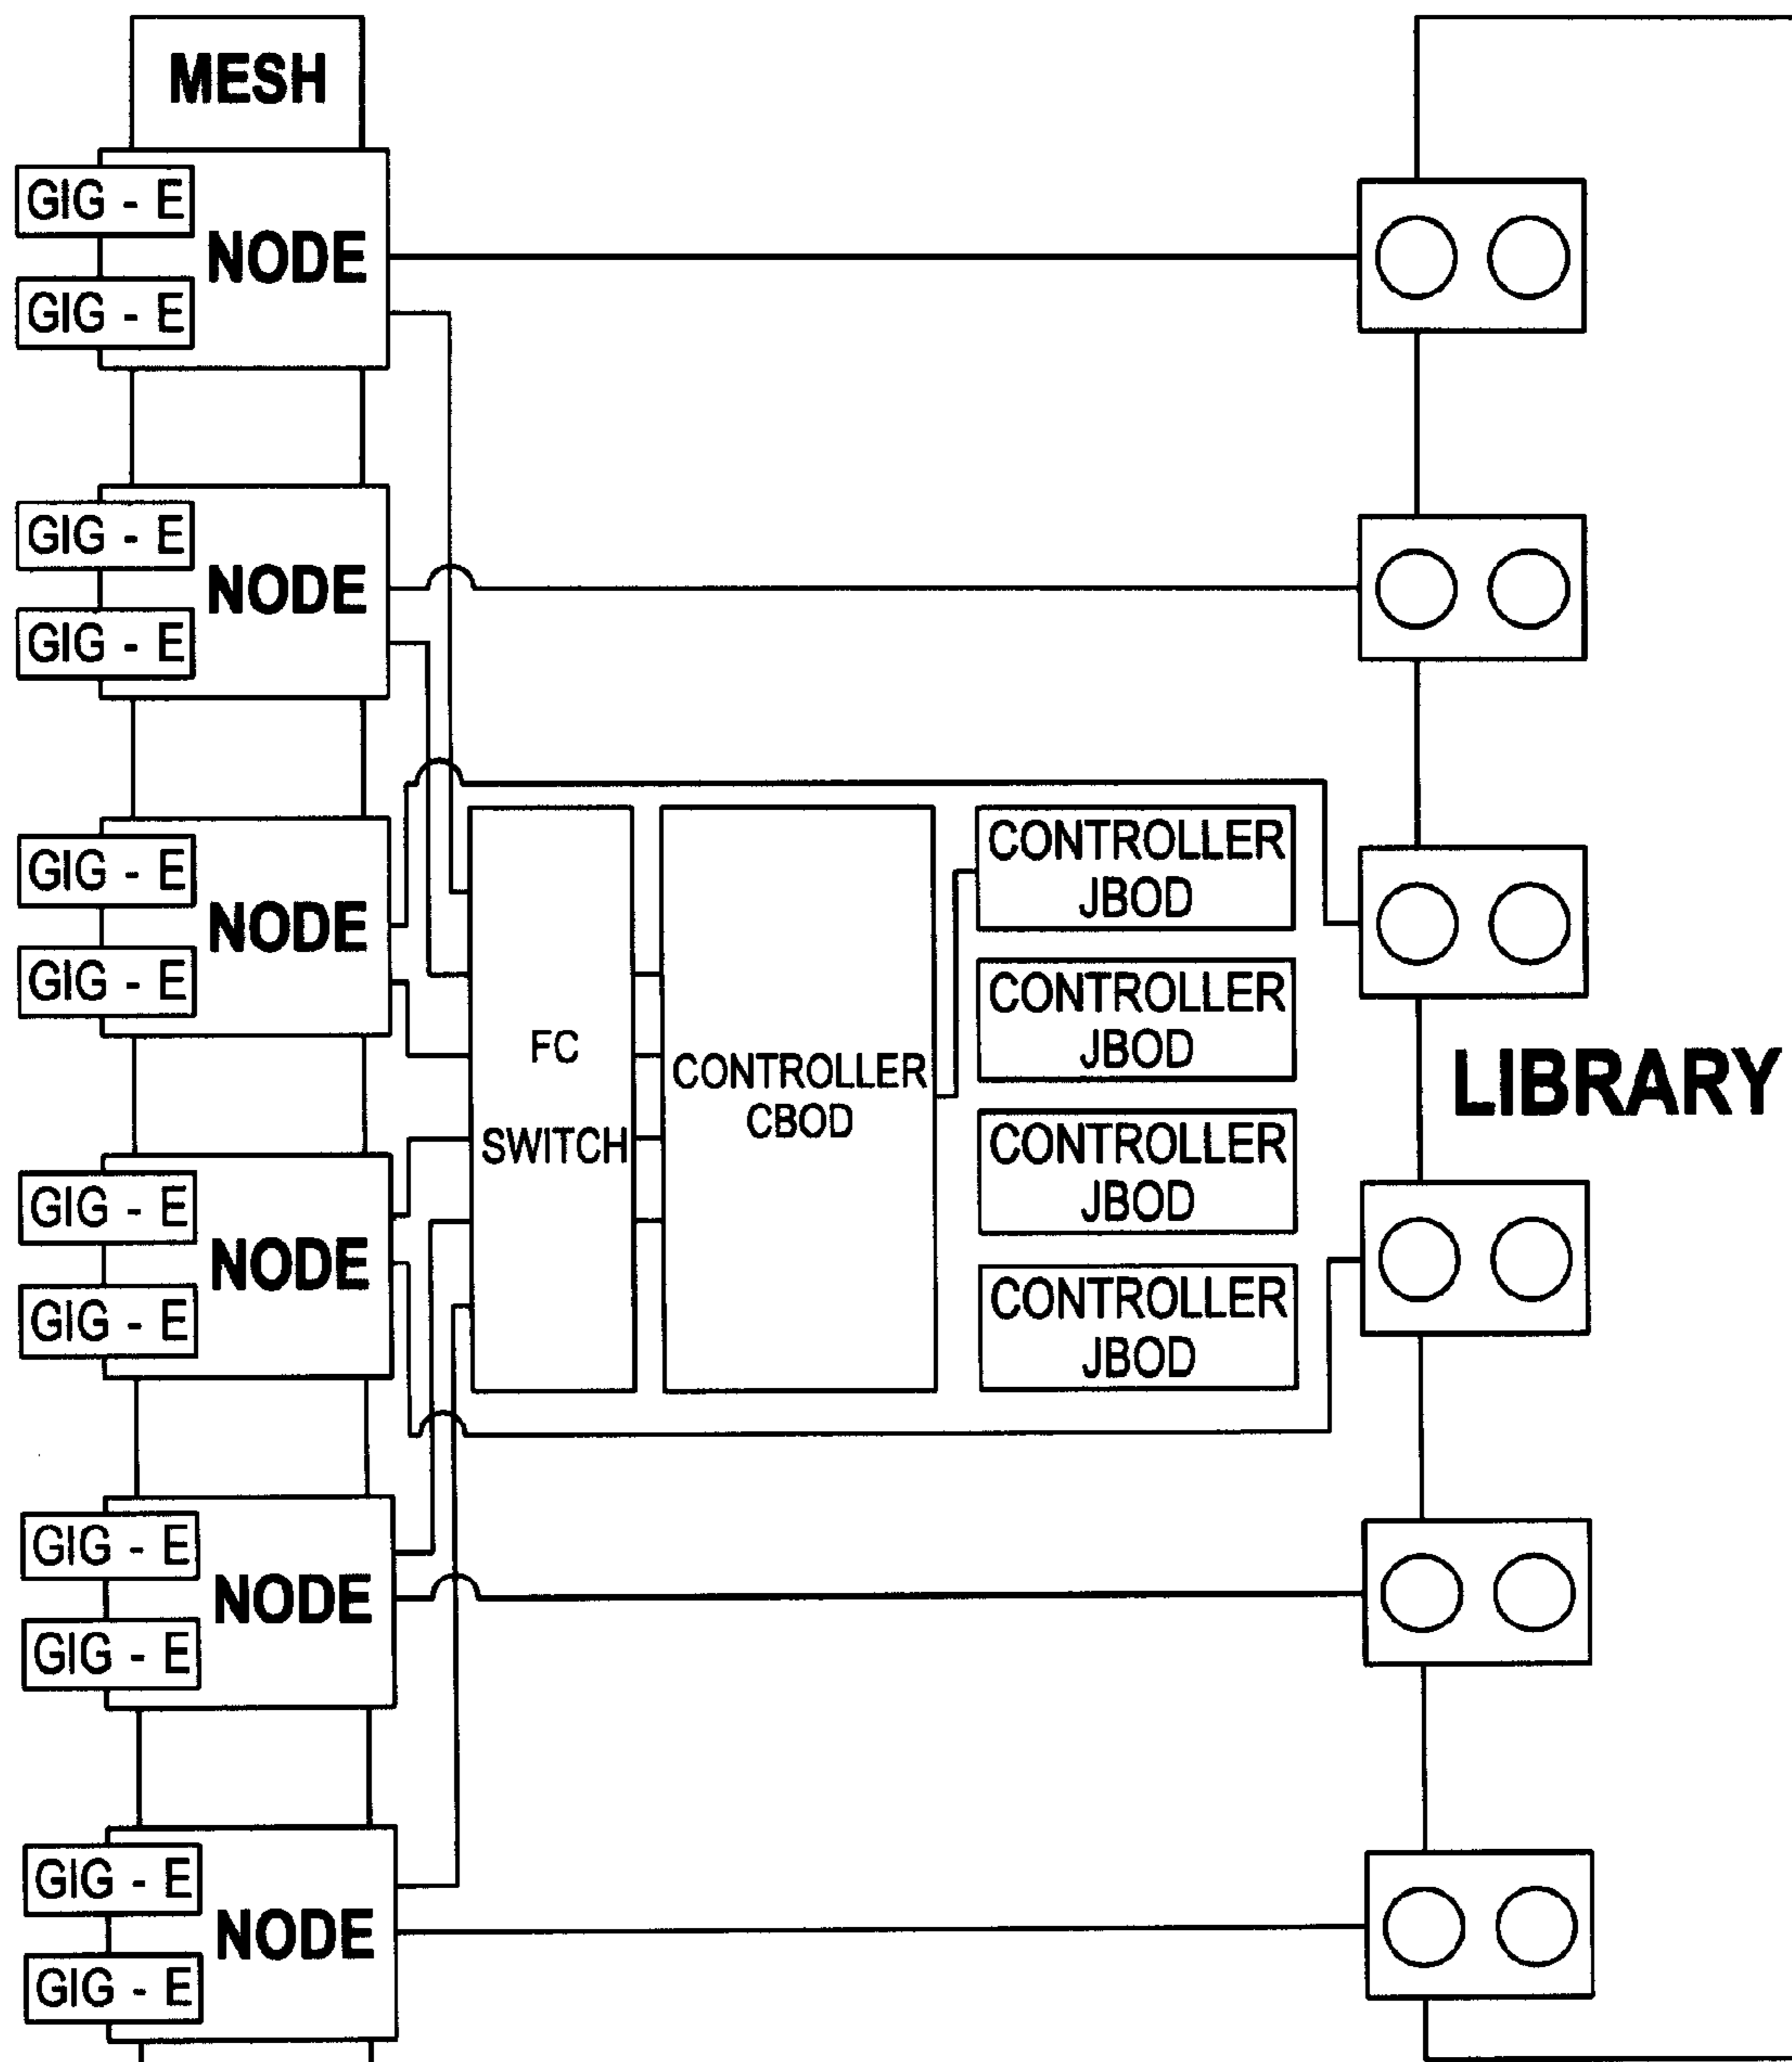 MESH
GIG - E
NODE
GIG - E
GIG - E
NODE
GIG - E
GIG - E
NODE
GIG - E
GIG - E
NODE
GIG - E
GIG - E
NODE
GIG - E
GIG - E
NODE
GIG - E
FC
SWITCH
CONTROLLER
CBOD
CONTROLLER
JBOD
CONTROLLER
JBOD
CONTROLLER
JBOD
CONTROLLER
JBOD
LIBRARY